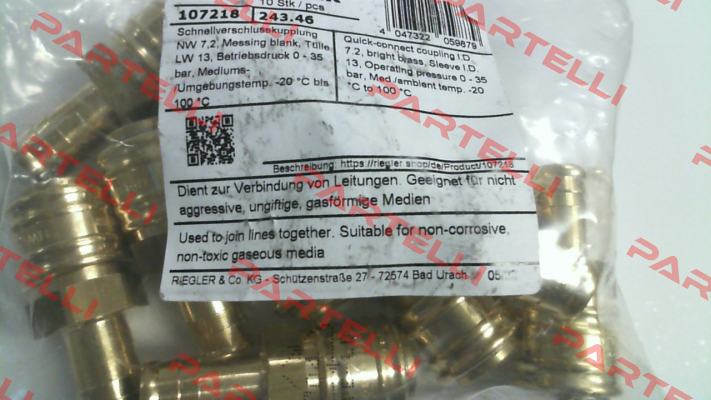 10 Stk / pcs
107218 243.46
4 047322 059679
Schnellverschlusskupplung
NW 7,2, Messing blank, Tülle
LW 13, Betriebsdruck 0 - 35
bar, Mediums-
/Umgebungstemp. -20 °C bis
100 °C
Quick-connect coupling I.D.
7.2, bright brass, Sleeve I.D.
13, Operating pressure 0 - 35
bar, Med./ambient temp. -20
°C to 100 °C
Beschreibung: https://riegler.shop/de/Product/107218
Dient zur Verbindung von Leitungen. Geeignet für nicht
aggressive, ungiftige, gasförmige Medien
Used to join lines together. Suitable for non-corrosive,
non-toxic gaseous media
RIEGLER & Co. KG - Schützenstraße 27 - 72574 Bad Urach
PARTELLI
PARTELLI
PARTELLI
PARTELLI
PARTELLI
PARTELLI